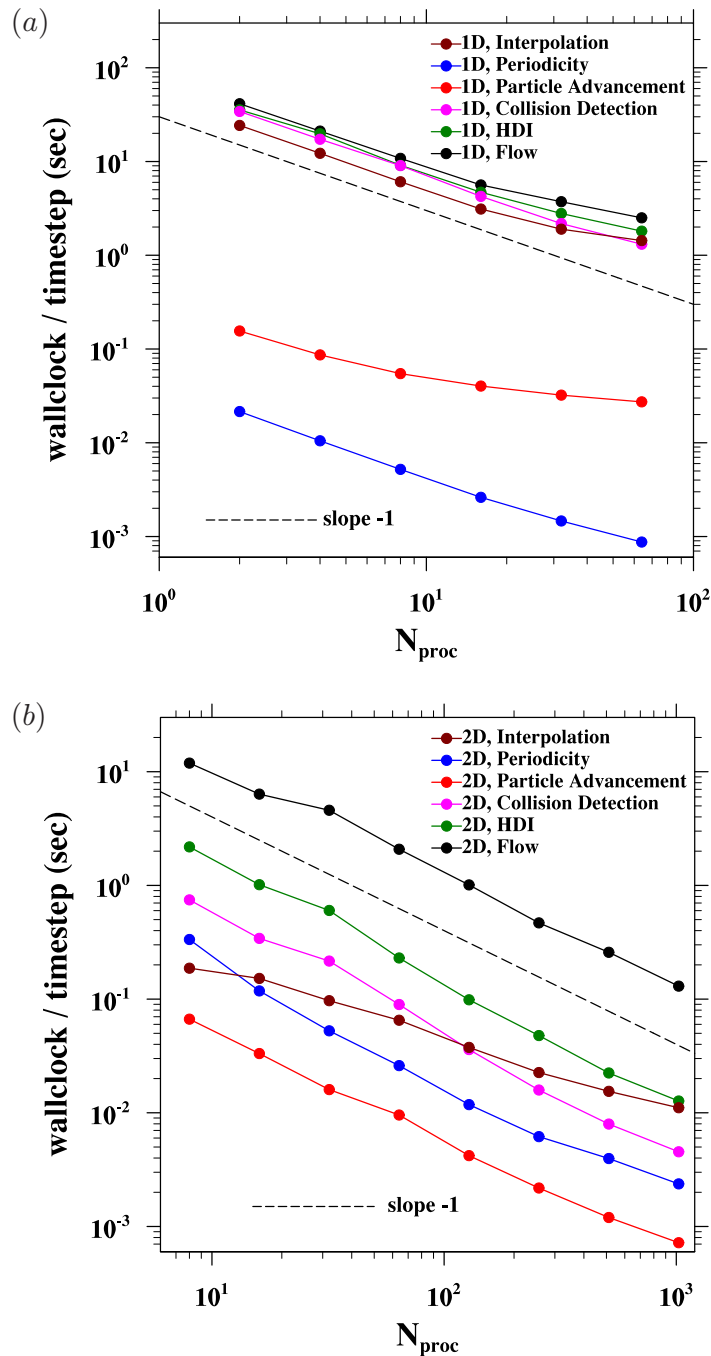 (a)
1D, Interpolation
1D, Periodicity
1D, Particle Advancement
1D, Collision Detection
1D, HDI
1D, Flow
10²
10¹
10⁰
10⁻¹
10⁻²
10⁻³
wallclock / timestep (sec)
slope -1
10⁰ 10¹ 10²
N_proc
(b)
2D, Interpolation
2D, Periodicity
2D, Particle Advancement
2D, Collision Detection
2D, HDI
2D, Flow
10¹
10⁰
10⁻¹
10⁻²
10⁻³
wallclock / timestep (sec)
slope -1
10¹ 10² 10³
N_proc